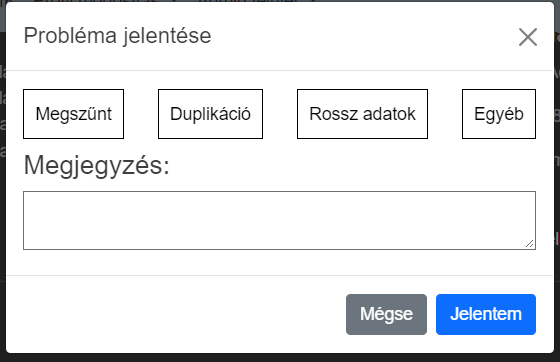 Probléma jelentése
Megszűnt Duplikáció Rossz adatok Egyéb
Megjegyzés:
Mégse Jelentem